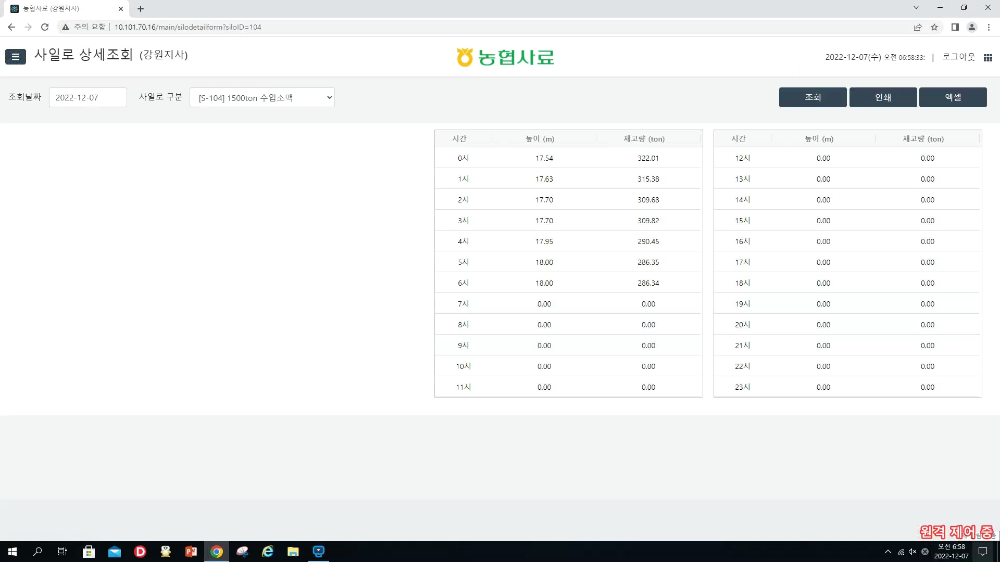 농협사료 (강원지사)
주의 요함 | 10.101.70.16/main/silodetailform?siloID=104
사일로 상세조회 (강원지사)
농협사료
2022-12-07(수) 오전 06:58:33: | 로그아웃
조회날짜 2022-12-07 사일로 구분 [S-104] 1500ton 수입소맥 조회 인쇄 엑셀
시간 높이 (m) 재고량 (ton)
0시 17.54 322.01
1시 17.63 315.38
2시 17.70 309.68
3시 17.70 309.82
4시 17.95 290.45
5시 18.00 286.35
6시 18.00 286.34
7시 0.00 0.00
8시 0.00 0.00
9시 0.00 0.00
10시 0.00 0.00
11시 0.00 0.00
시간 높이 (m) 재고량 (ton)
12시 0.00 0.00
13시 0.00 0.00
14시 0.00 0.00
15시 0.00 0.00
16시 0.00 0.00
17시 0.00 0.00
18시 0.00 0.00
19시 0.00 0.00
20시 0.00 0.00
21시 0.00 0.00
22시 0.00 0.00
23시 0.00 0.00
원격 제어 중
오전 6:58
2022-12-07